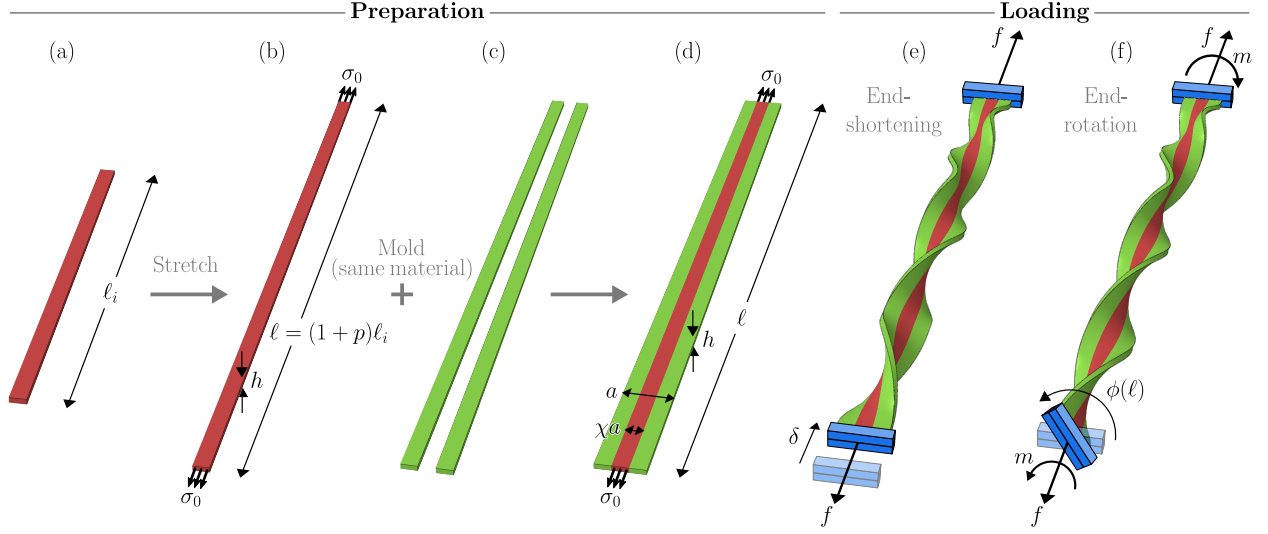 Preparation
Loading
(a)
(b)
(c)
(d)
(e)
(f)
σ₀
σ₀
f
f
m
End-
shortening
End-
rotation
Stretch
Mold
(same material)
ℓᵢ
ℓ = (1 + p)ℓᵢ
ℓ
h
h
a
χa
δ
ϕ(ℓ)
m
σ₀
σ₀
f
f